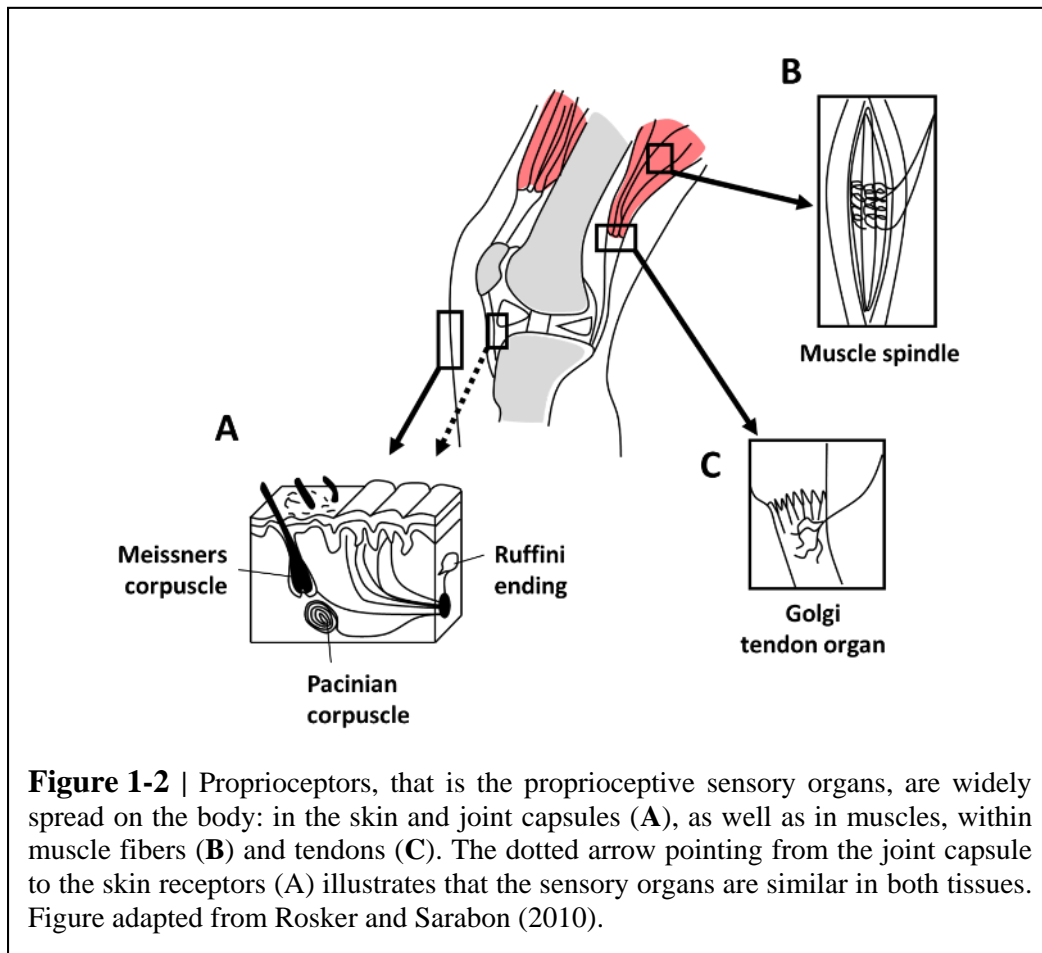 B
Muscle spindle
A
C
Meissners
corpuscle
Ruffini
ending
Pacinian
corpuscle
Golgi
tendon organ
Figure 1-2 | Proprioceptors, that is the proprioceptive sensory organs, are widely
spread on the body: in the skin and joint capsules (A), as well as in muscles, within
muscle fibers (B) and tendons (C). The dotted arrow pointing from the joint capsule
to the skin receptors (A) illustrates that the sensory organs are similar in both tissues.
Figure adapted from Rosker and Sarabon (2010).